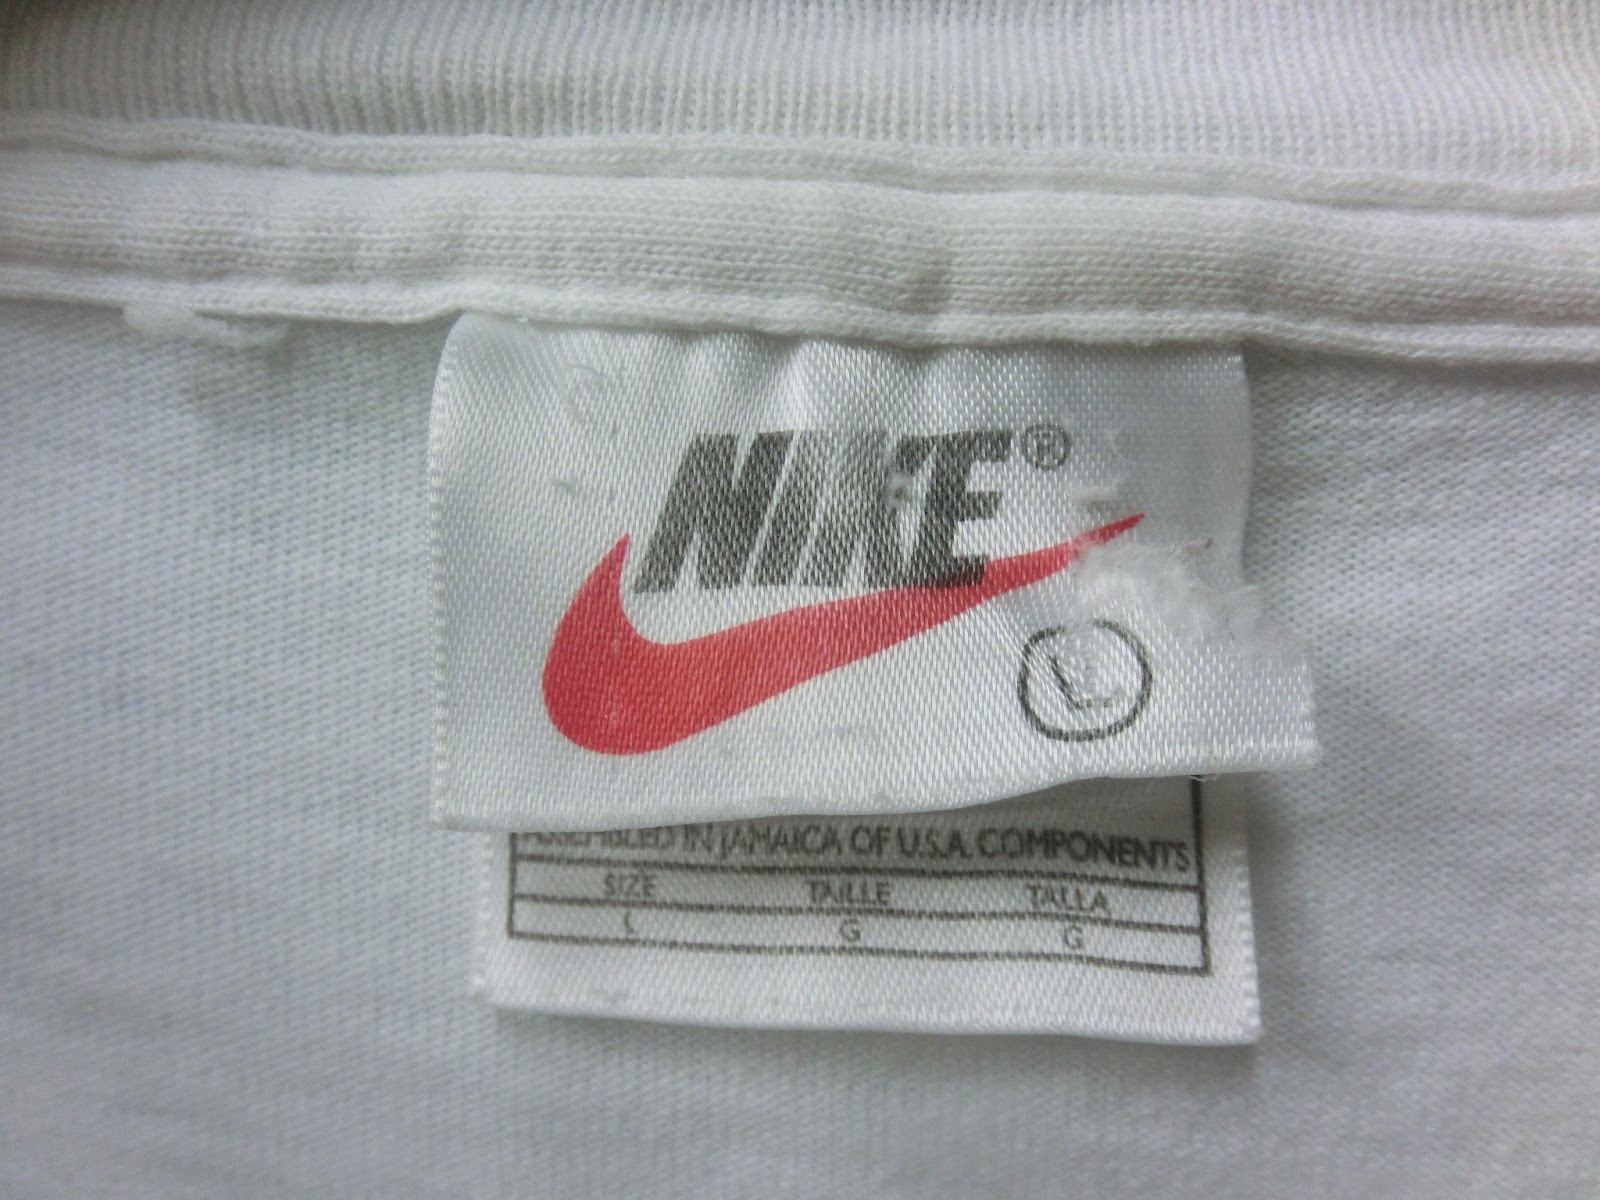 NIKE®
L
ASSEMBLED IN JAMAICA OF U.S.A. COMPONENTS
SIZE TAILLE TALLA
L G G